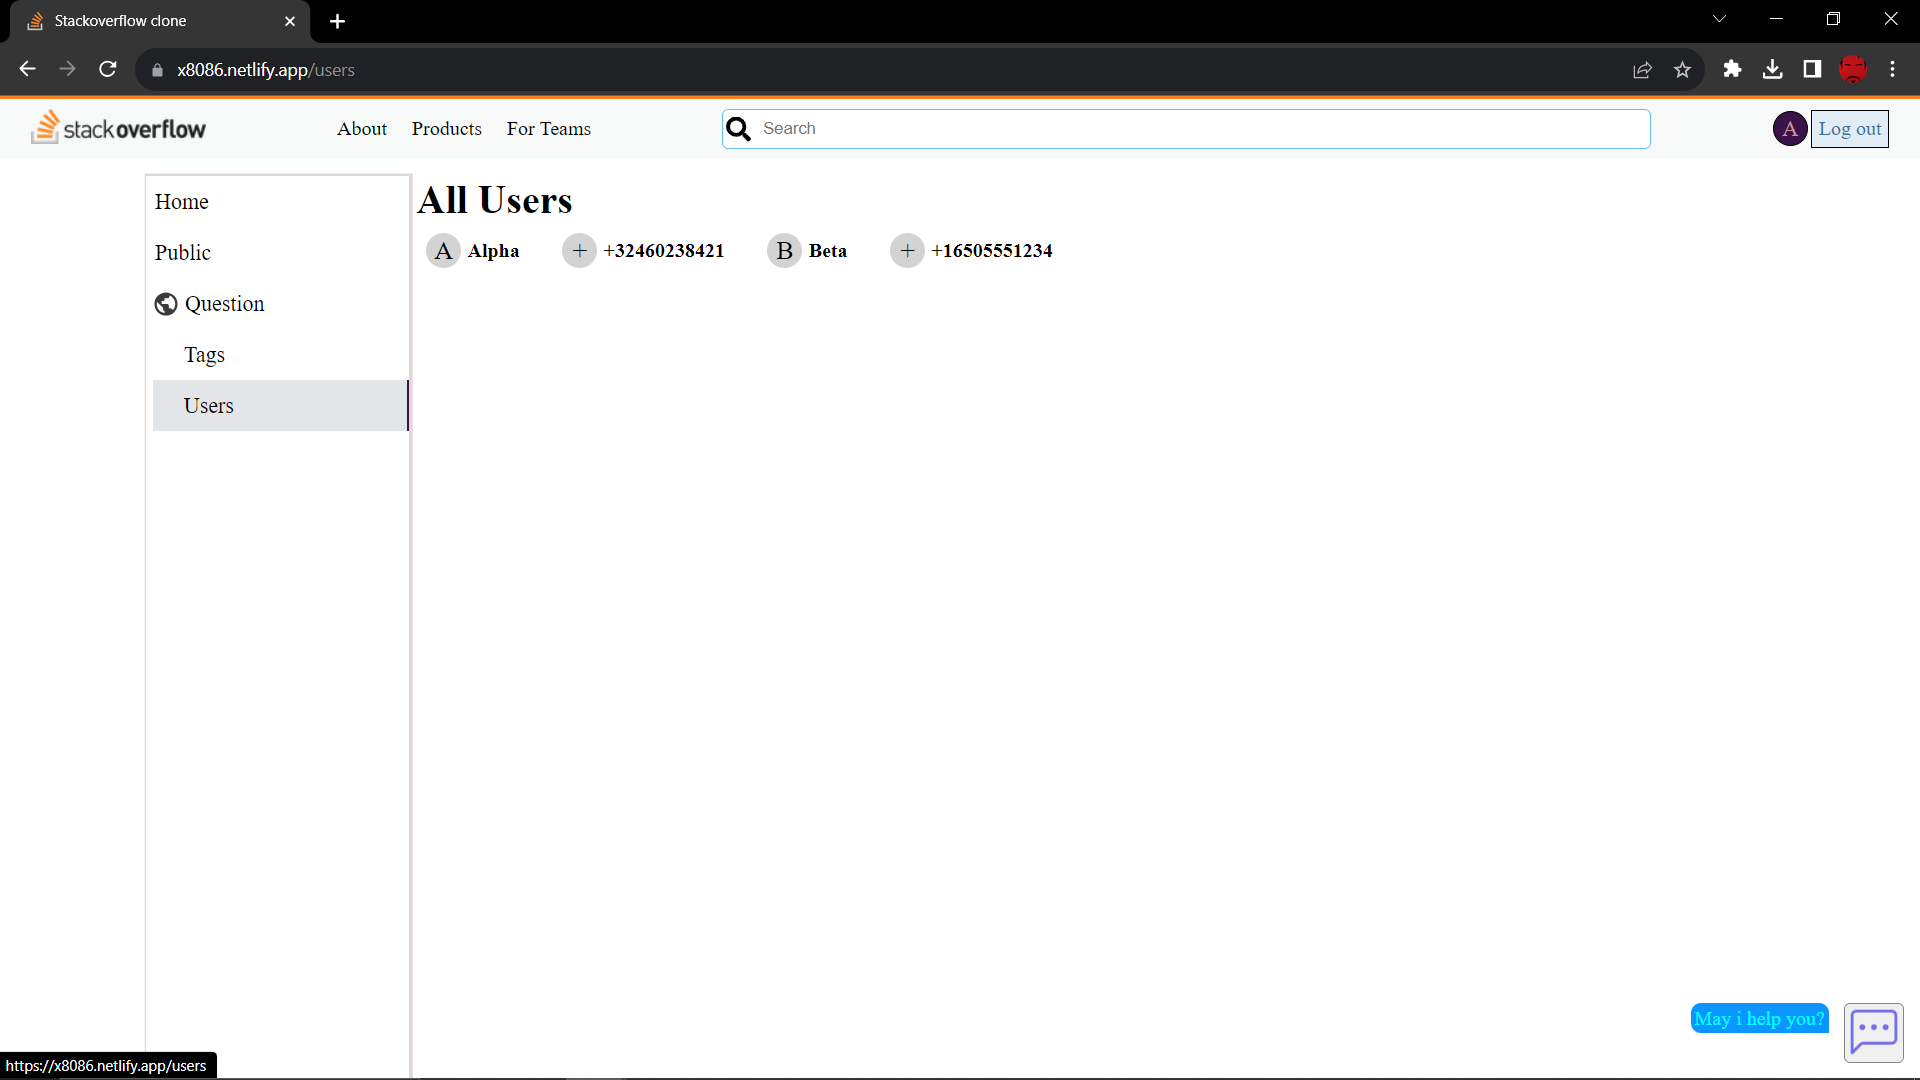 Stackoverflow clone
x8086.netlify.app/users
stackoverflow
About
Products
For Teams
Search
A
Log out
Home
Public
Question
Tags
Users
All Users
A Alpha
+ +32460238421
B Beta
+ +16505551234
May i help you?
https://x8086.netlify.app/users